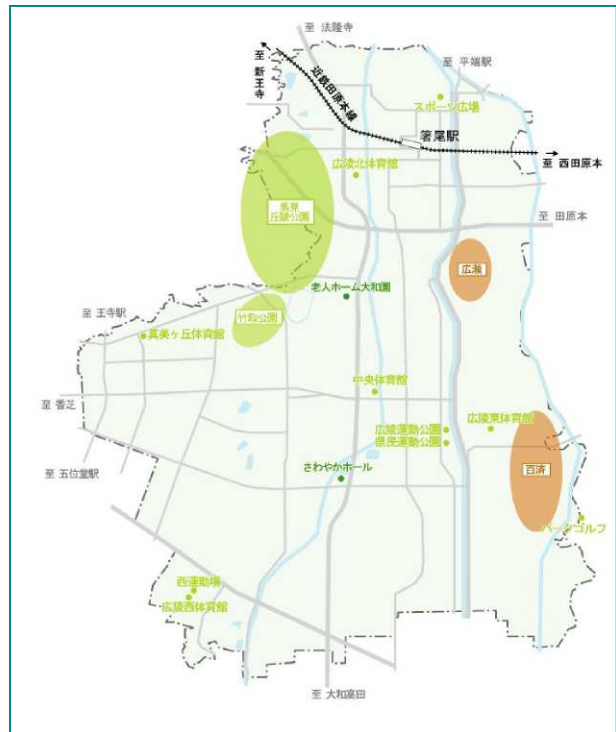 至 法隆寺
至 新王寺
近鉄田原本線
至 平端駅
スポーツ広場
箸尾駅
至 西田原本
広陵北体育館
馬見
丘陵公園
至 田原本
広瀬
老人ホーム大和園
竹取公園
至 王寺駅
真美ヶ丘体育館
中央体育館
至 香芝
広陵運動公園
県民運動公園
広陵東体育館
さわやかホール
百済
至 五位堂駅
パークゴルフ
西運動場
広陵西体育館
至 大和高田